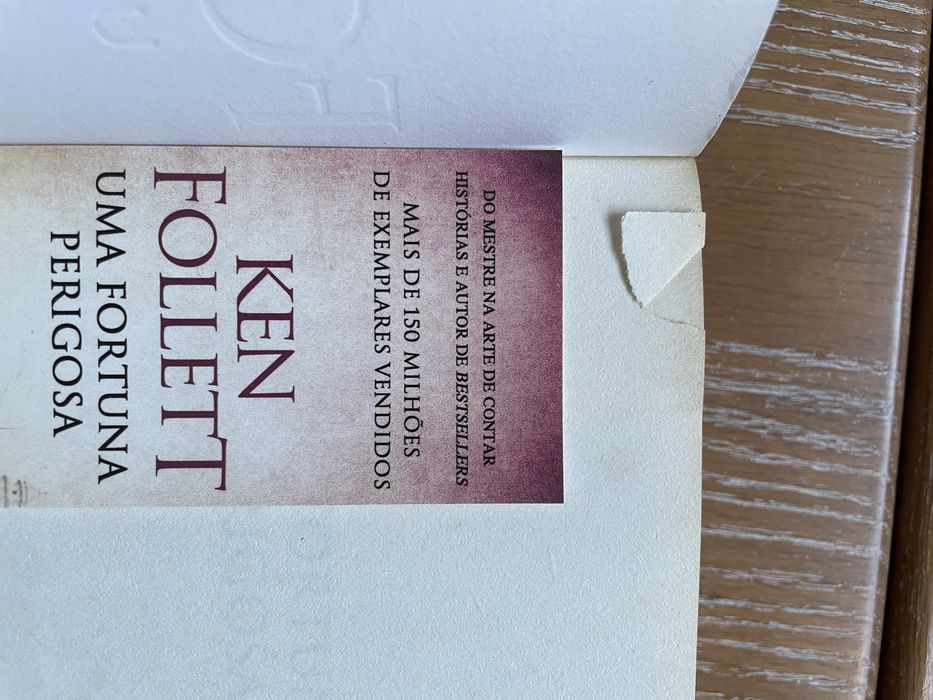 DO MESTRE NA ARTE DE CONTAR
HISTÓRIAS E AUTOR DE BESTSELLERS
MAIS DE 150 MILHÕES
DE EXEMPLARES VENDIDOS
KEN
FOLLETT
UMA FORTUNA
PERIGOSA